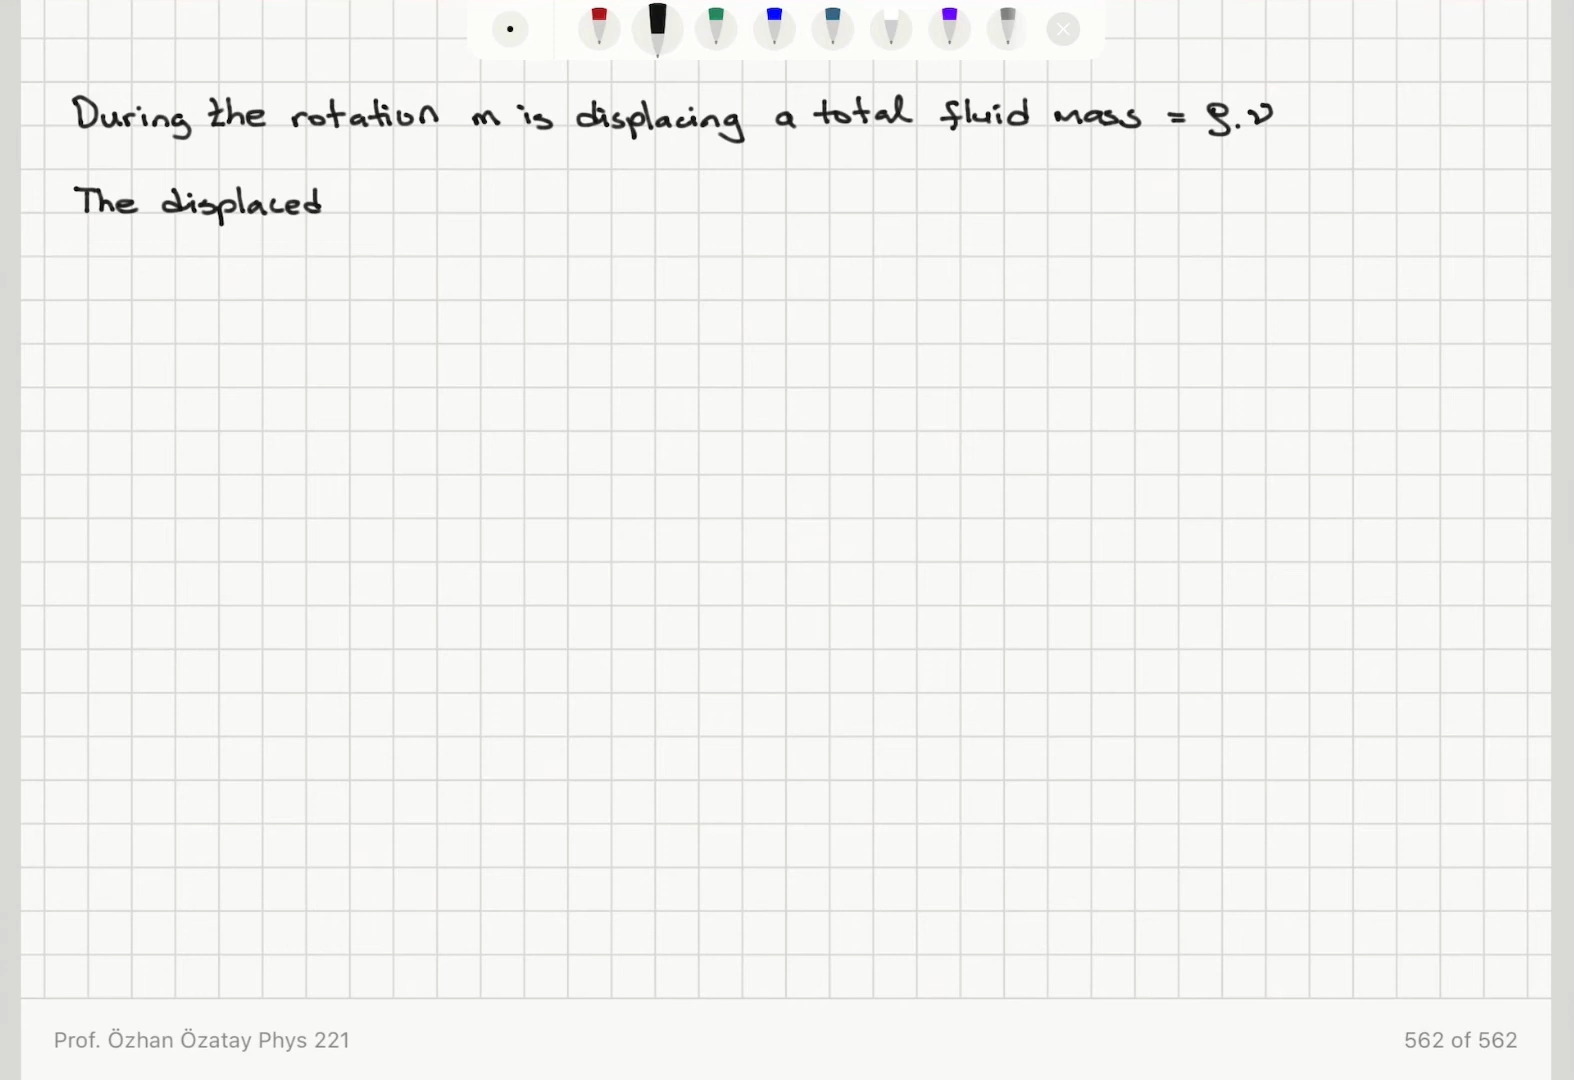 During the rotation m is displacing a total fluid mass = ρ.v
The displaced
Prof. Özhan Özatay Phys 221
562 of 562